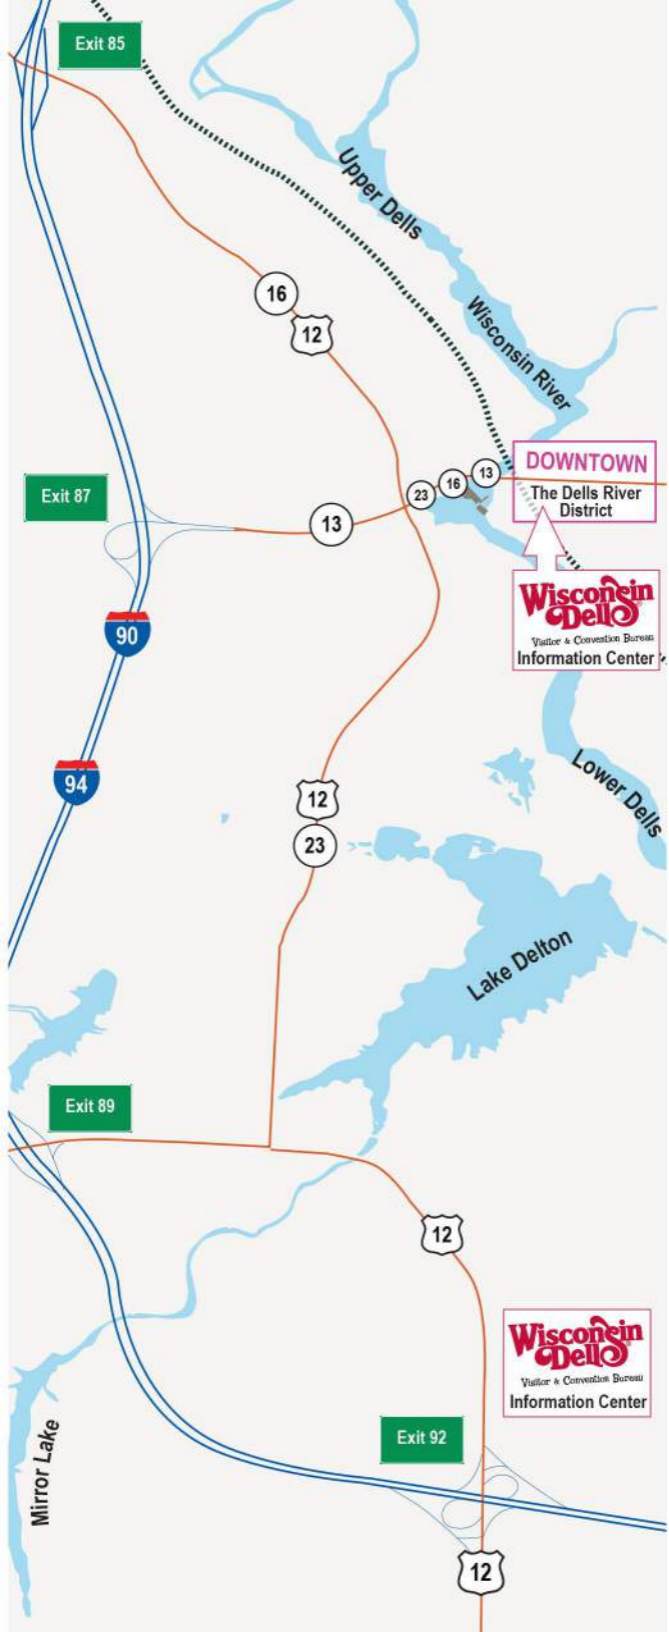 Exit 85
Upper Dells
16
12
Wisconsin River
DOWNTOWN
The Dells River
District
13
16
23
Exit 87
13
Wisconsin
Dells
Visitor & Convention Bureau
Information Center
90
94
Lower Dells
12
23
Lake Delton
Exit 89
12
Wisconsin
Dells
Visitor & Convention Bureau
Information Center
Exit 92
Mirror Lake
12